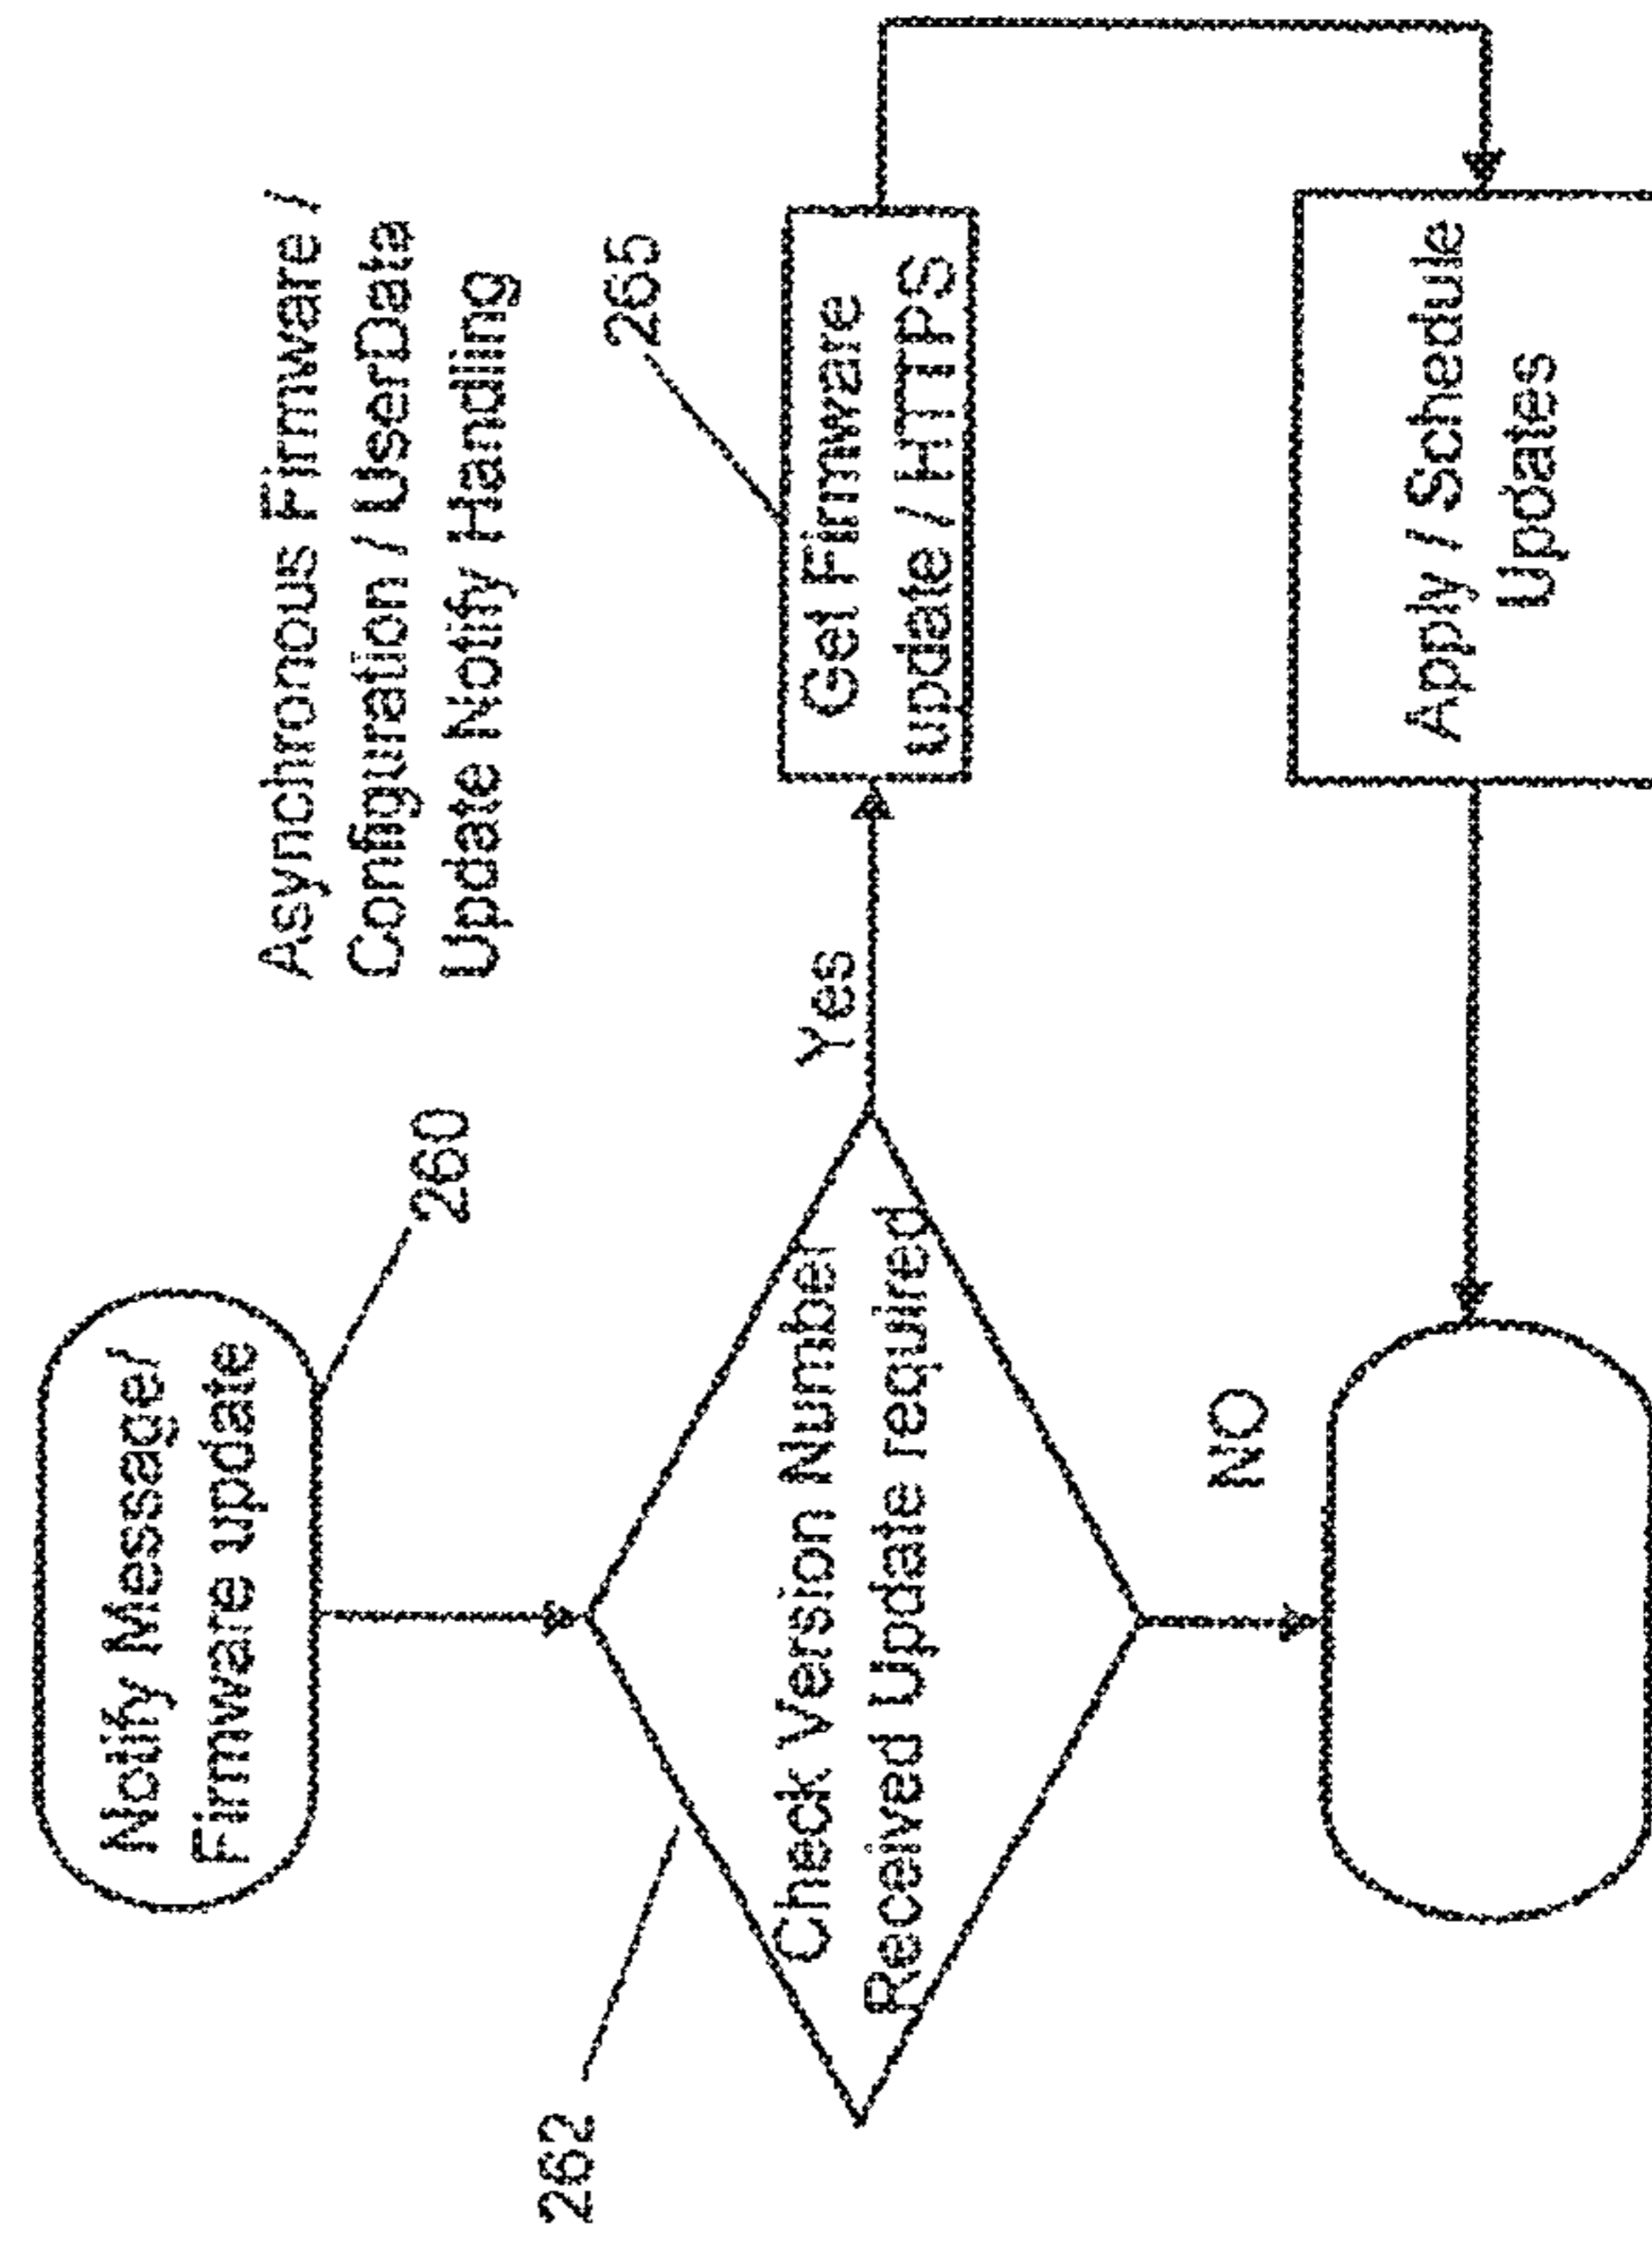 Notify Message/
Firmware update
260
Asynchronous Firmware /
Configuration / UserData
Update Notify Handling
262
Check Version Number
Received Update required
Yes
265
Get Firmware
update / HTTPS
NO
Apply / Schedule
Updates